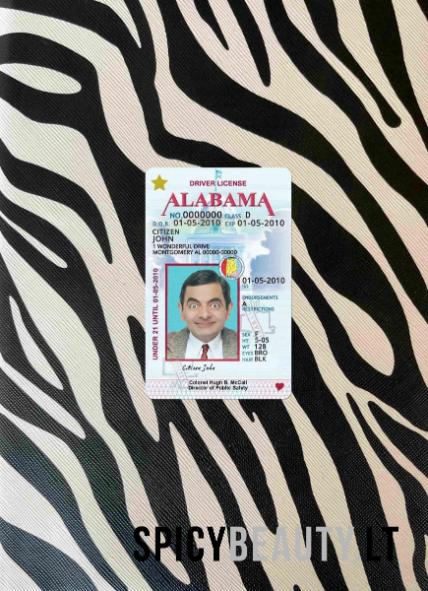 DRIVER LICENSE
ALABAMA
NO.0000000 CLASS D
D.O.B. 01-05-2010 EXP 01-05-2010
CITIZEN
JOHN
1 WONDERFUL DRIVE
MONTGOMERY AL 00000-00000
UNDER 21 UNTIL 01-05-2010
01-05-2010
ISS
ENDORSEMENTS
A
RESTRICTIONS
SEX F
HT 5-05
WT 128
EYES BRO
HAIR BLK
Citizen John
Colonel Hugh B. McCall
Director of Public Safety
SPICYBEAUTY.LT